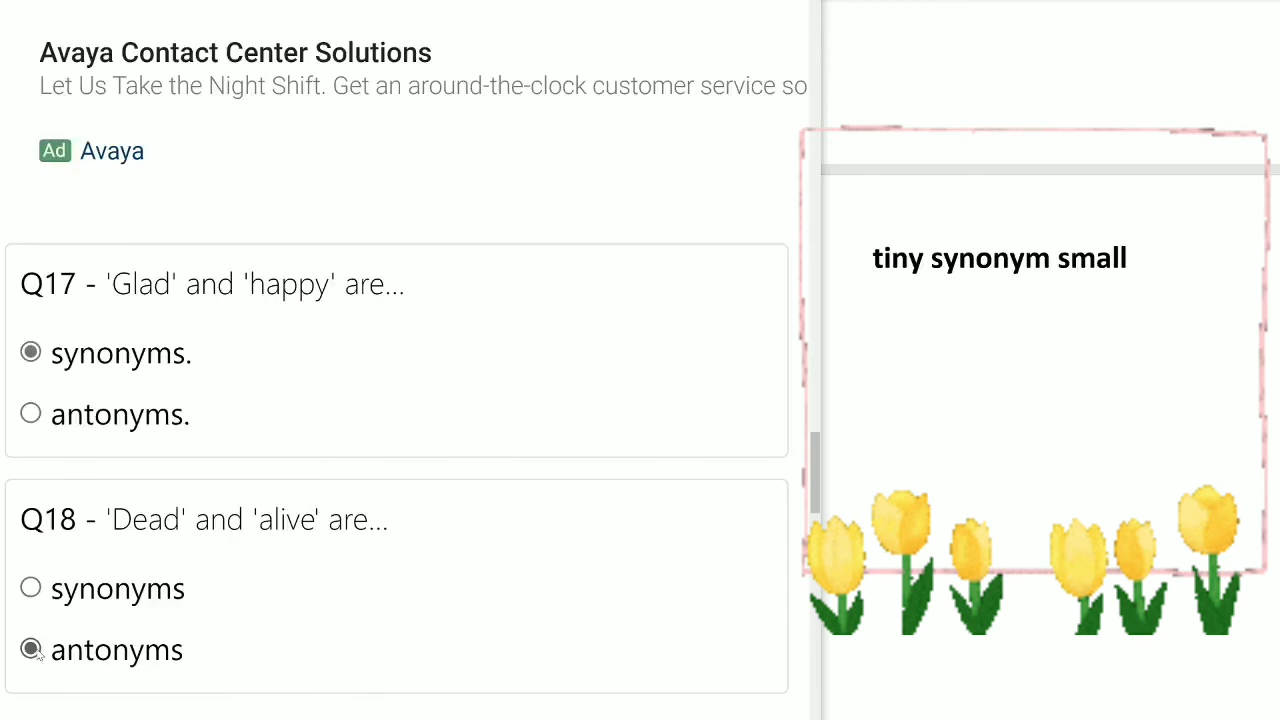 Avaya Contact Center Solutions
Let Us Take the Night Shift. Get an around-the-clock customer service so
Ad Avaya
Q17 - 'Glad' and 'happy' are...
synonyms.
antonyms.
Q18 - 'Dead' and 'alive' are...
synonyms
antonyms
tiny synonym small